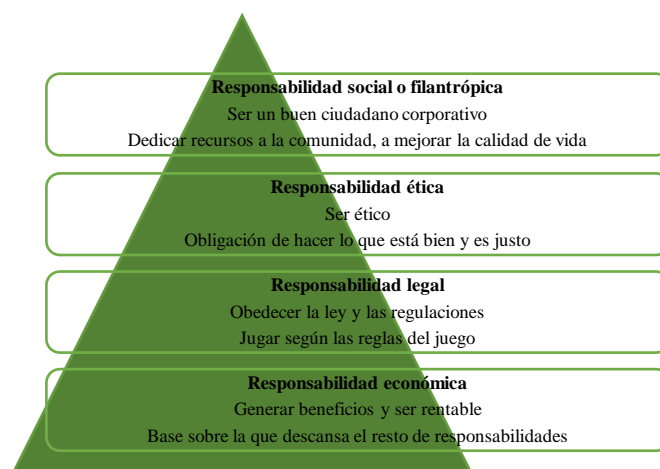 Responsabilidad social o filantrópica
Ser un buen ciudadano corporativo
Dedicar recursos a la comunidad, a mejorar la calidad de vida
Responsabilidad ética
Ser ético
Obligación de hacer lo que está bien y es justo
Responsabilidad legal
Obedecer la ley y las regulaciones
Jugar según las reglas del juego
Responsabilidad económica
Generar beneficios y ser rentable
Base sobre la que descansa el resto de responsabilidades